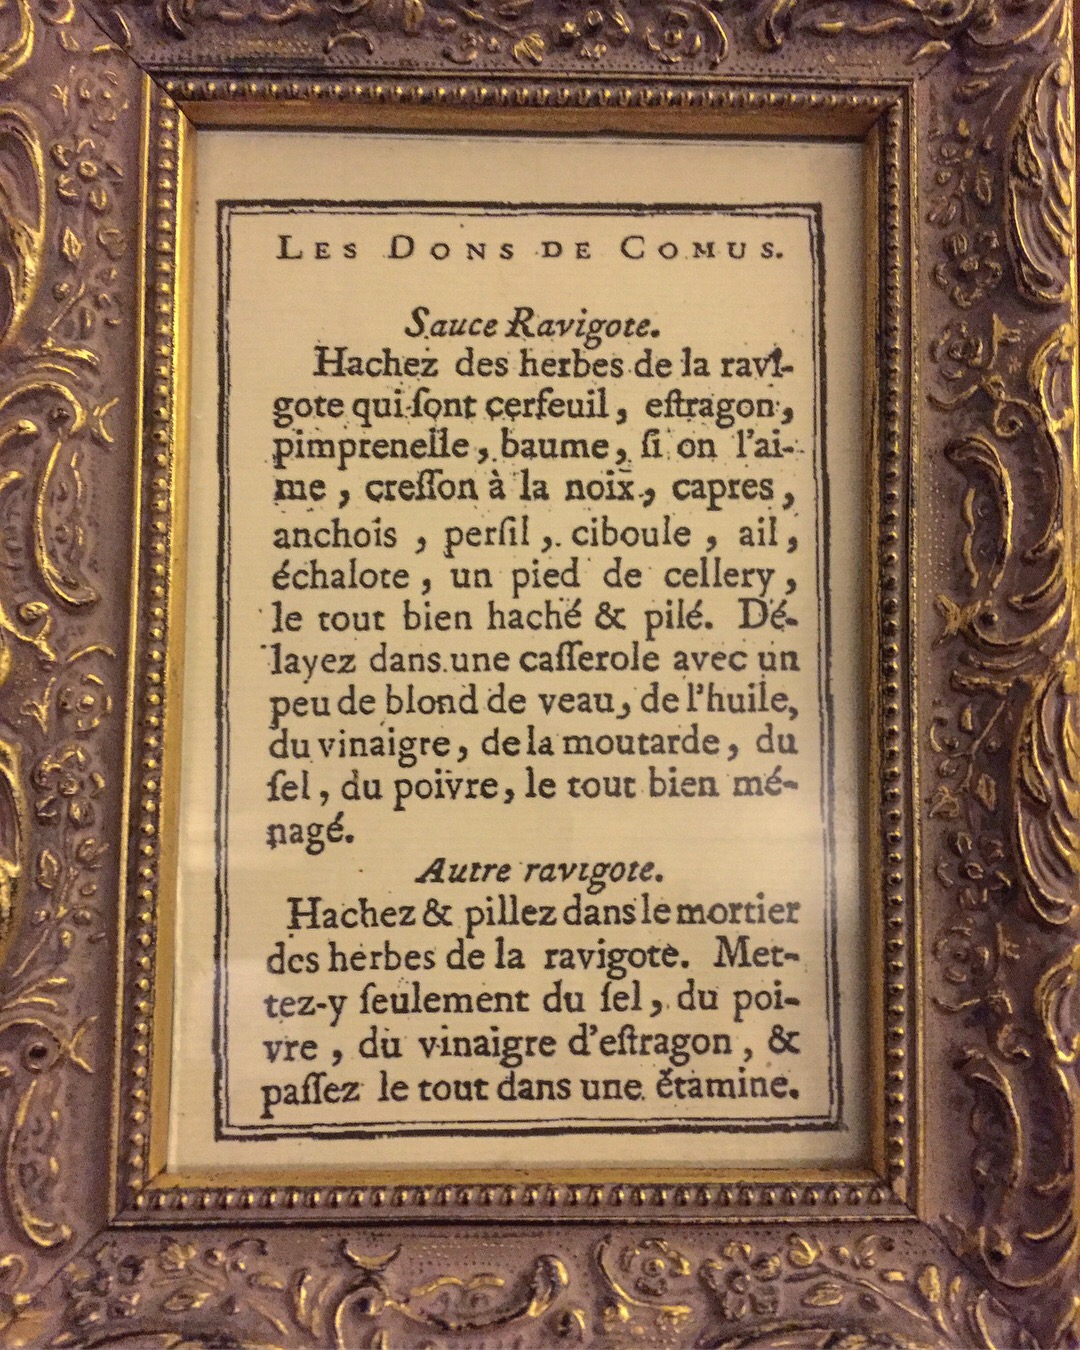 LES DONS DE COMUS.
Sauce Ravigote.
Hachez des herbes de la ravi-
gote qui ſont cerfeuil, eſtragon,
pimprenelle, baume, ſi on l'ai-
me, creſſon à la noix, capres,
anchois, perſil, ciboule, ail,
échalote, un pied de cellery,
le tout bien haché & pilé. Dé-
layez dans une caſſerole avec un
peu de blond de veau, de l'huile,
du vinaigre, de la moutarde, du
ſel, du poivre, le tout bien mé-
nagé.
Autre ravigote.
Hachez & pillez dans le mortier
des herbes de la ravigote. Met-
tez-y ſeulement du ſel, du poi-
vre, du vinaigre d'eſtragon, &
paſſez le tout dans une étamine.